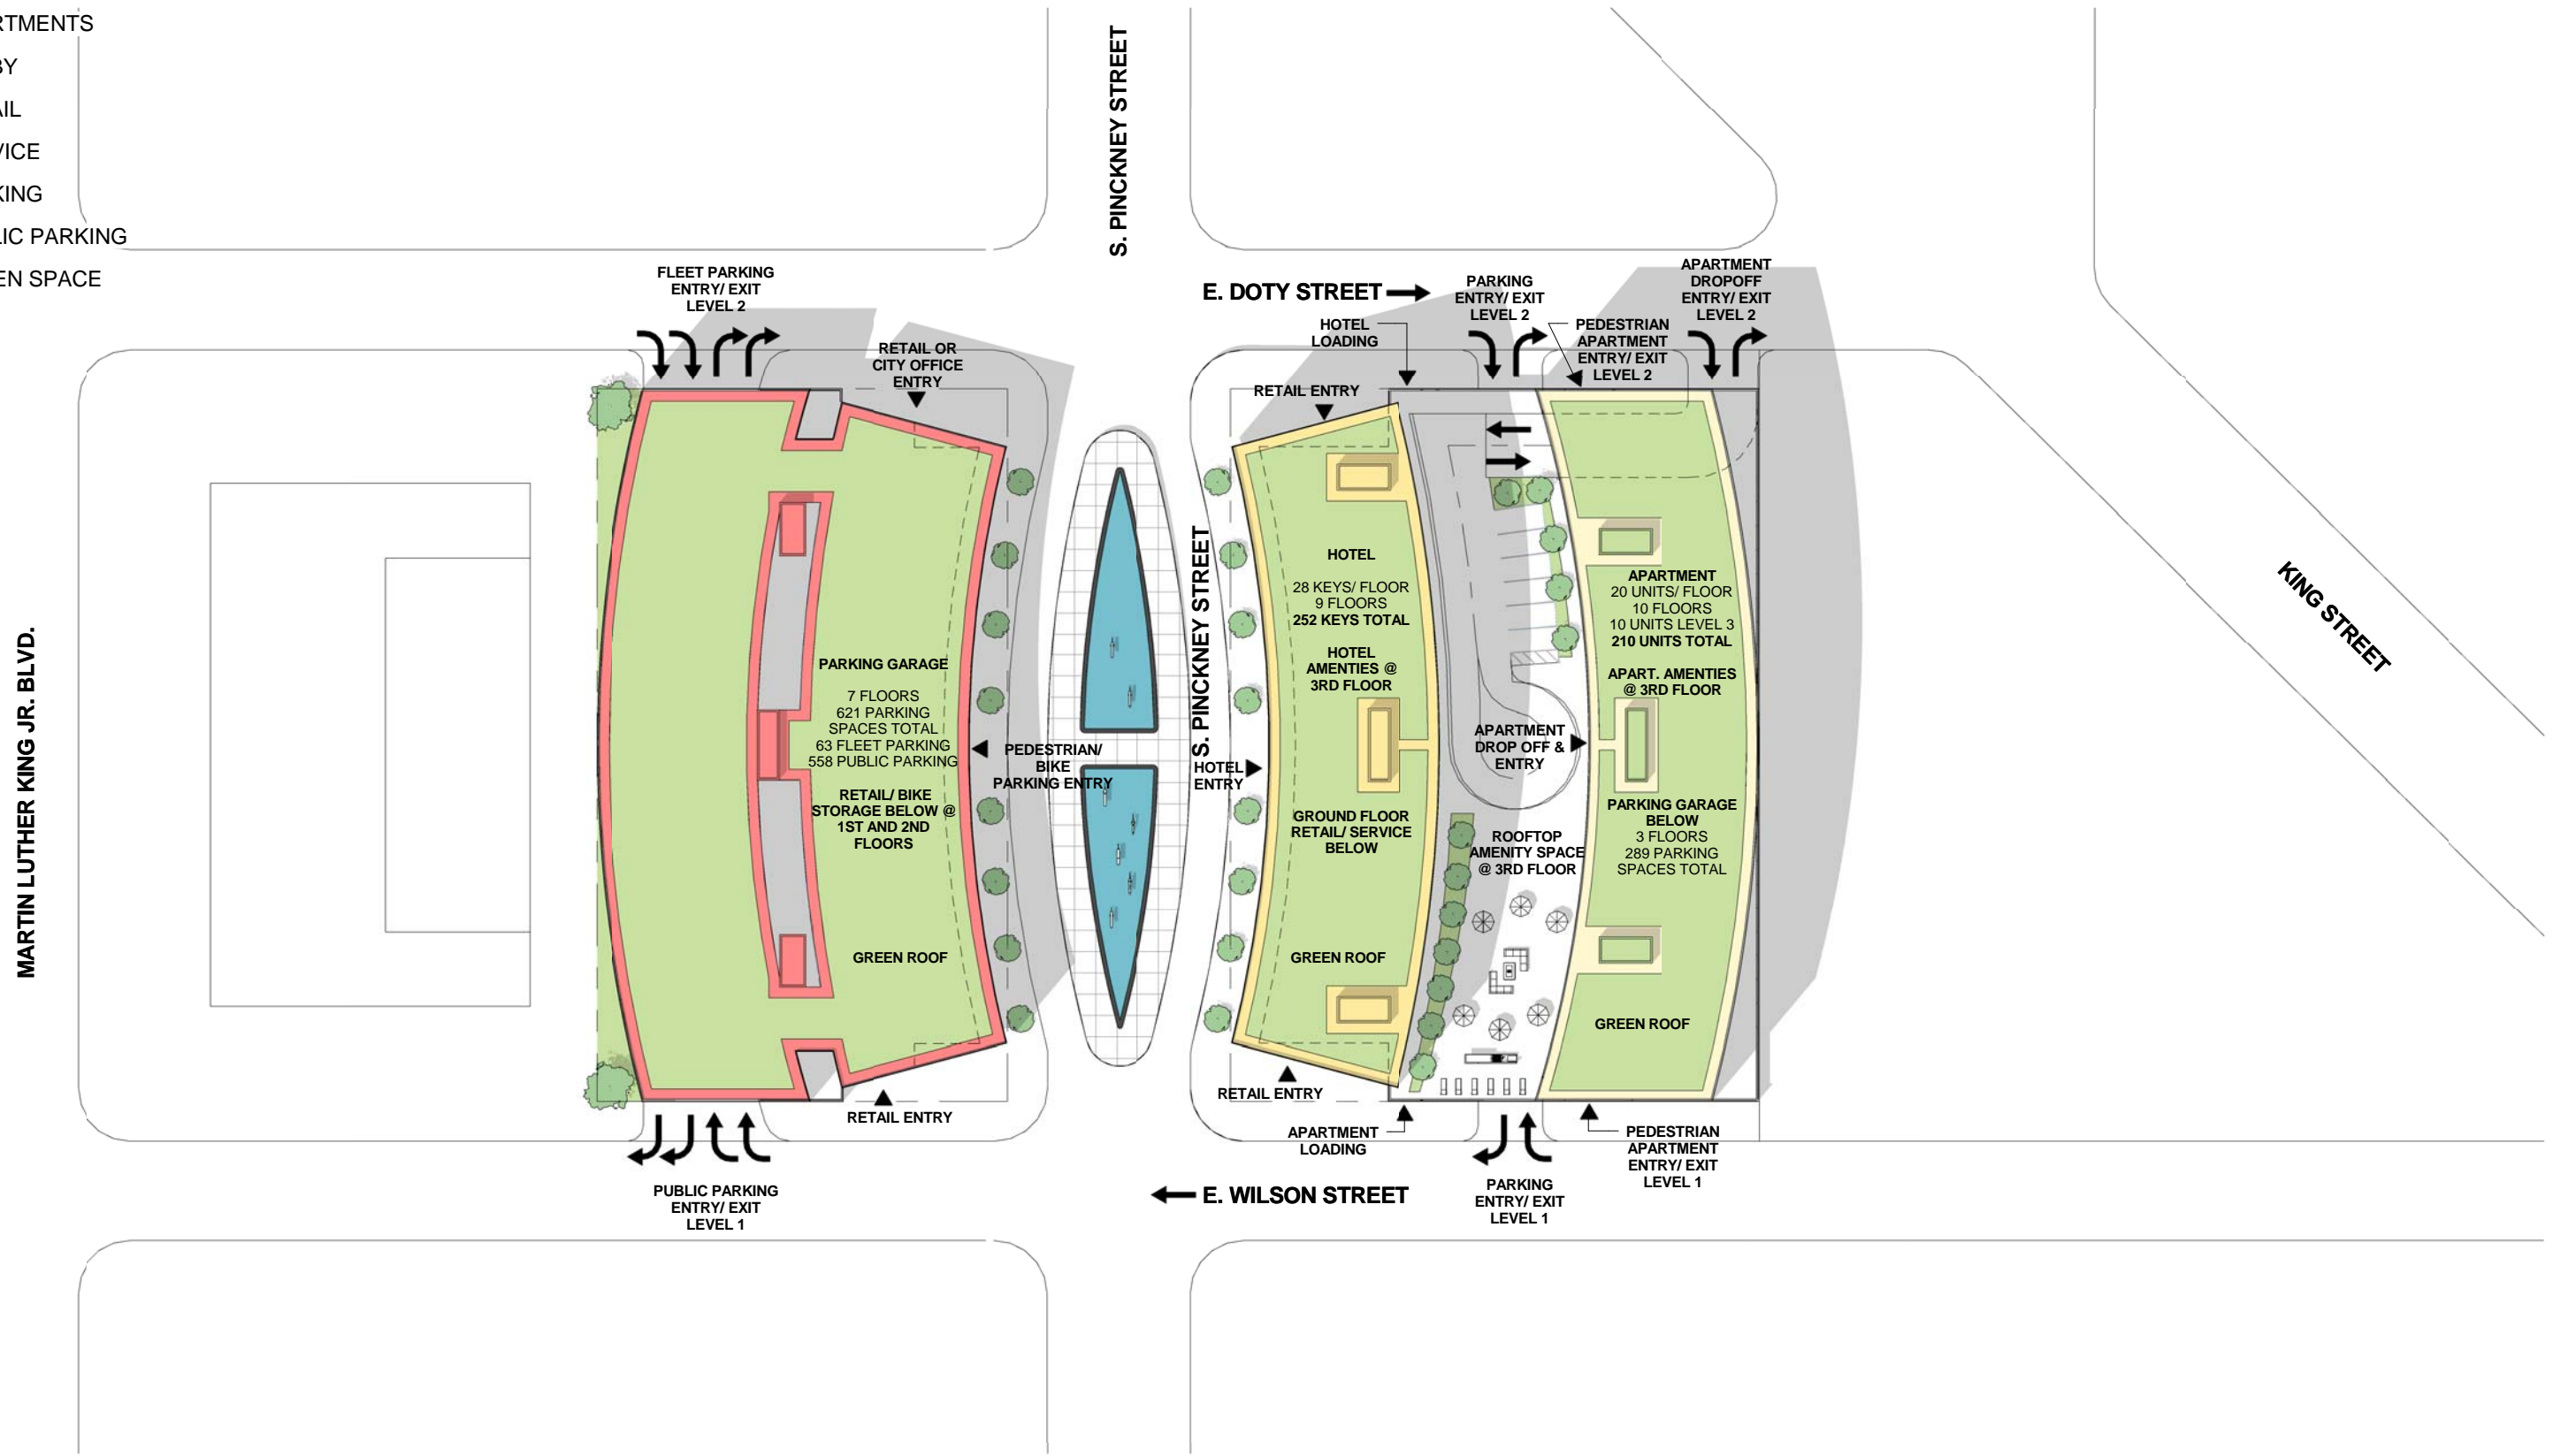 RTMENTS
BY
AIL
VICE
KING
LIC PARKING
EN SPACE
S. PINCKNEY STREET
FLEET PARKING
ENTRY/ EXIT
LEVEL 2
RETAIL OR
CITY OFFICE
ENTRY
E. DOTY STREET
HOTEL
LOADING
PARKING
ENTRY/ EXIT
LEVEL 2
PEDESTRIAN
APARTMENT
ENTRY/ EXIT
LEVEL 2
APARTMENT
DROPOFF
ENTRY/ EXIT
LEVEL 2
RETAIL ENTRY
MARTIN LUTHER KING JR. BLVD.
PARKING GARAGE
7 FLOORS
621 PARKING
SPACES TOTAL
63 FLEET PARKING
558 PUBLIC PARKING
RETAIL/ BIKE
STORAGE BELOW @
1ST AND 2ND
FLOORS
GREEN ROOF
PEDESTRIAN/
BIKE
PARKING ENTRY
S. PINCKNEY STREET
HOTEL
ENTRY
HOTEL
28 KEYS/ FLOOR
9 FLOORS
252 KEYS TOTAL
HOTEL
AMENTIES @
3RD FLOOR
GROUND FLOOR
RETAIL/ SERVICE
BELOW
GREEN ROOF
APARTMENT
DROP OFF &
ENTRY
ROOFTOP
AMENITY SPACE
@ 3RD FLOOR
APARTMENT
20 UNITS/ FLOOR
10 FLOORS
10 UNITS LEVEL 3
210 UNITS TOTAL
APART. AMENTIES
@ 3RD FLOOR
PARKING GARAGE
BELOW
3 FLOORS
289 PARKING
SPACES TOTAL
GREEN ROOF
KING STREET
RETAIL ENTRY
RETAIL ENTRY
APARTMENT
LOADING
PUBLIC PARKING
ENTRY/ EXIT
LEVEL 1
E. WILSON STREET
PARKING
ENTRY/ EXIT
LEVEL 1
PEDESTRIAN
APARTMENT
ENTRY/ EXIT
LEVEL 1